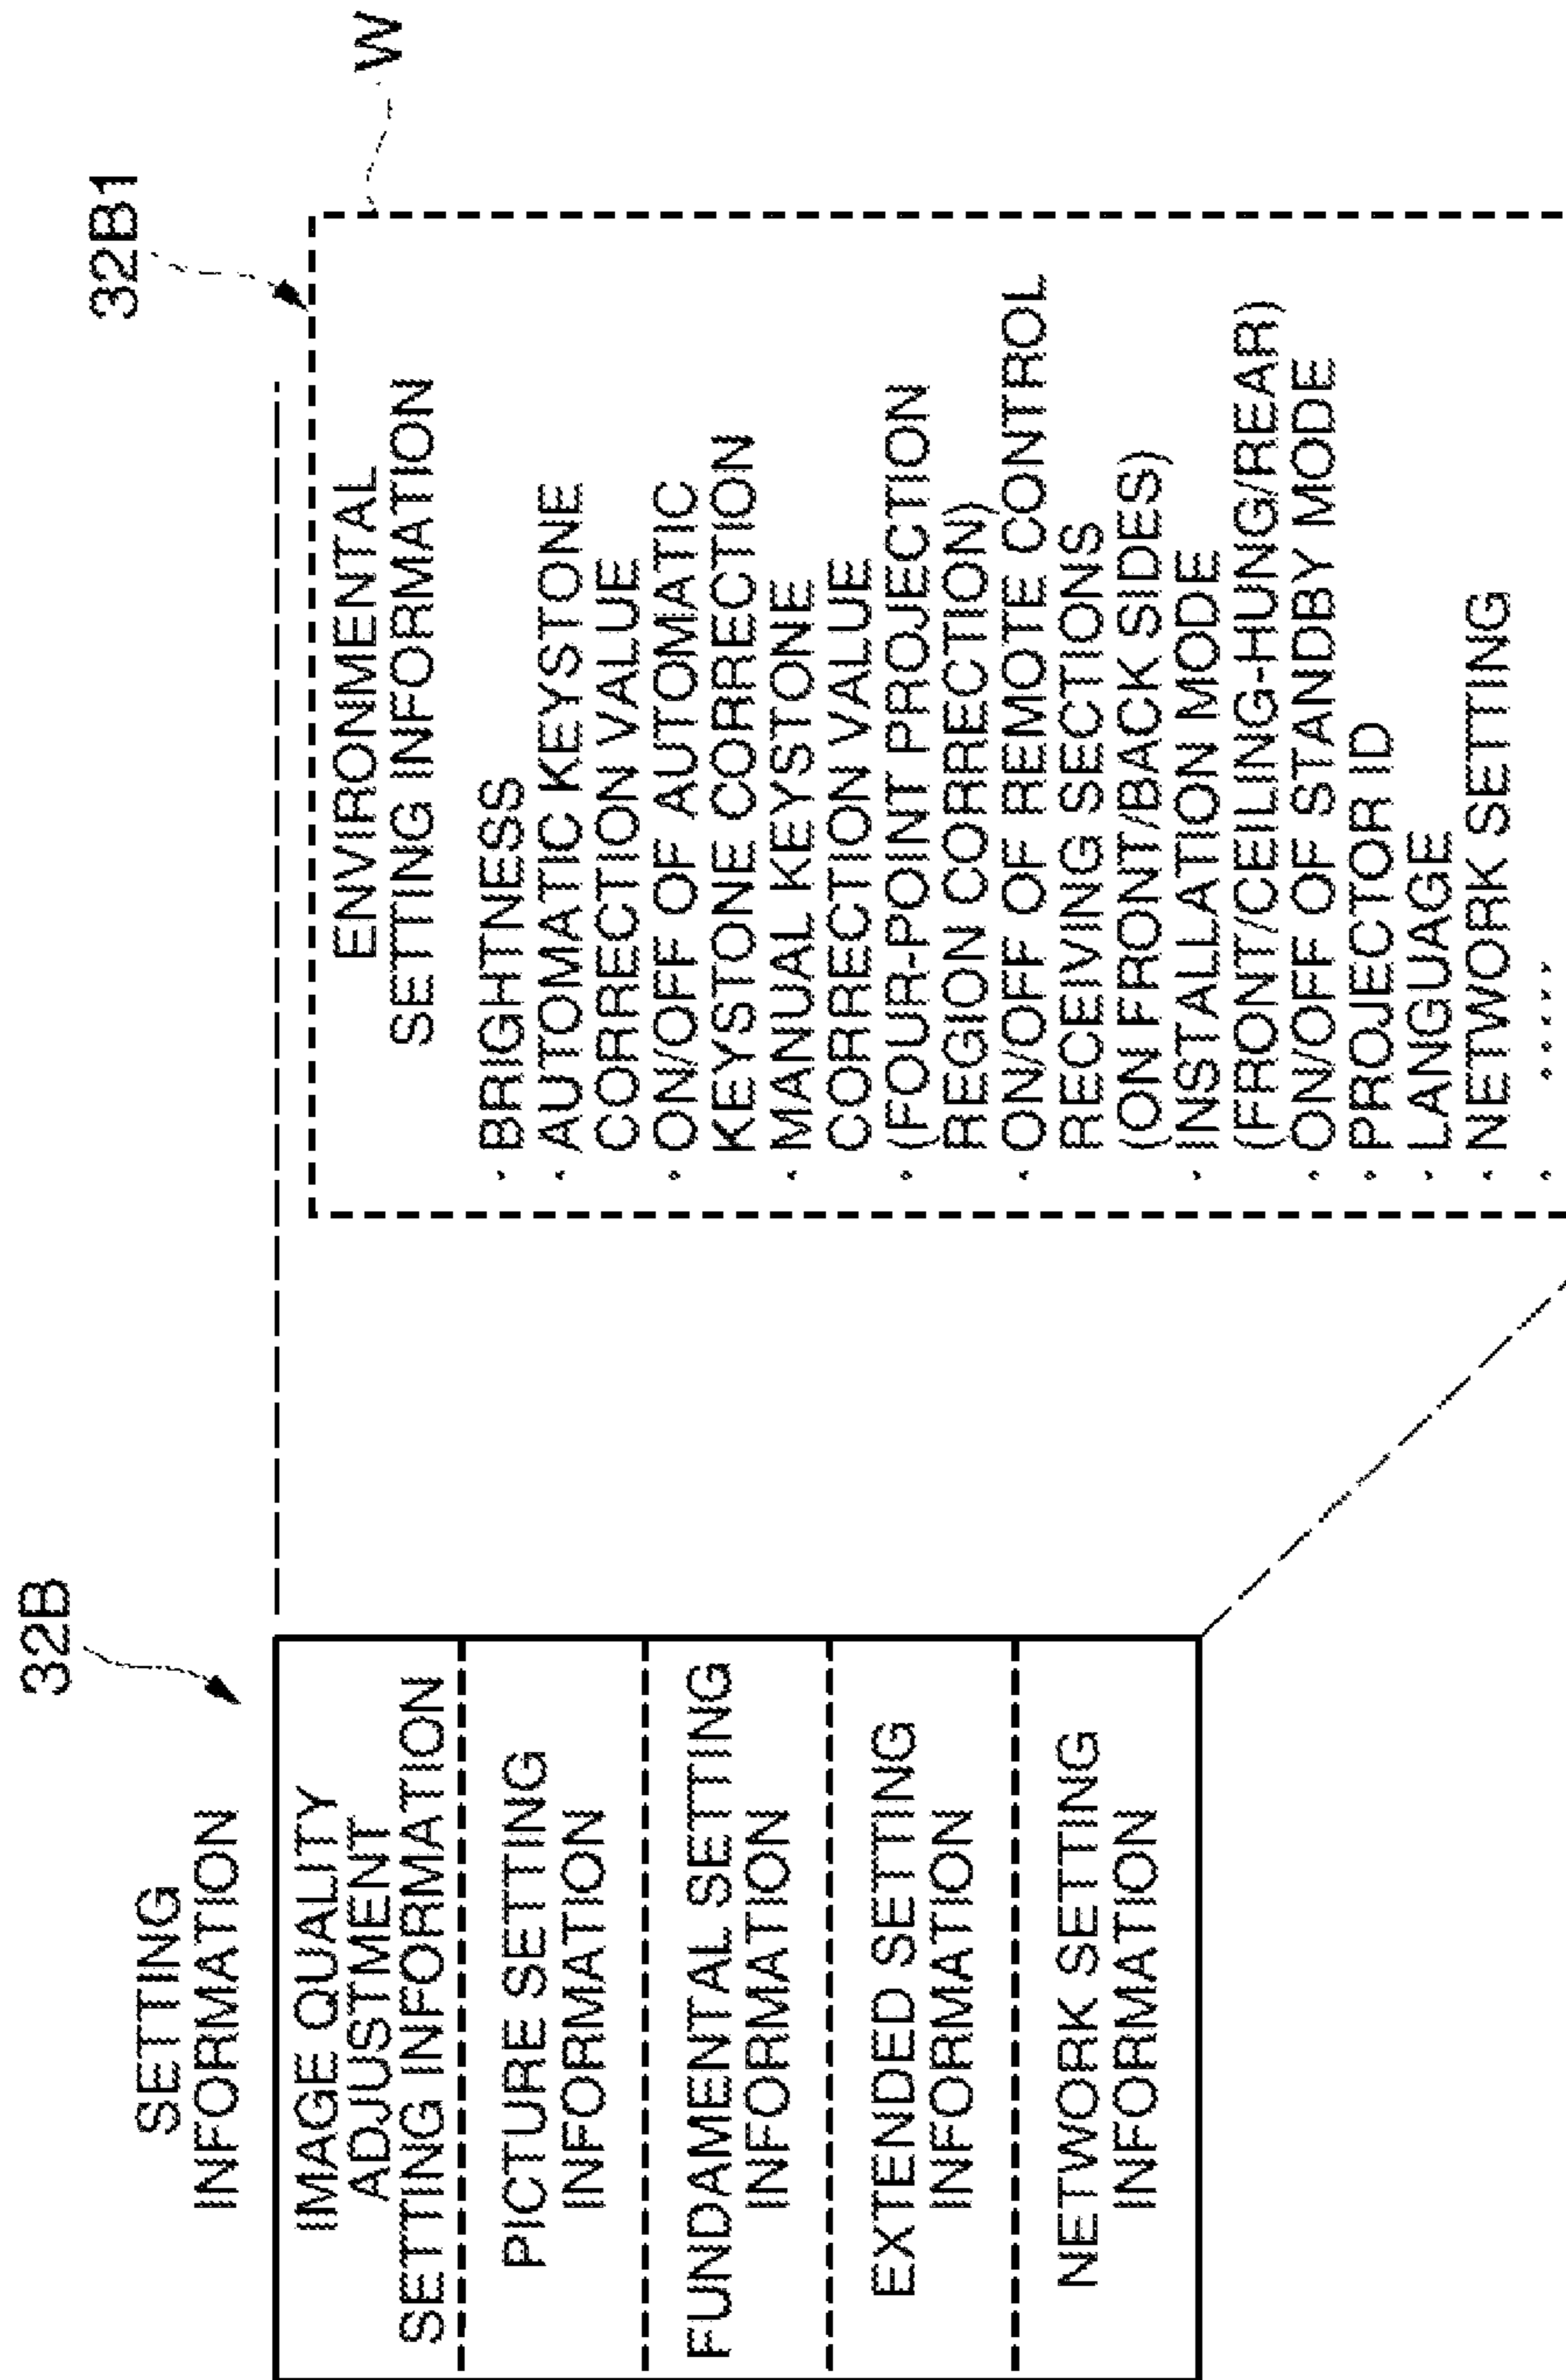 32B
SETTING
INFORMATION
IMAGE QUALITY
ADJUSTMENT
SETTING INFORMATION
PICTURE SETTING
INFORMATION
FUNDAMENTAL SETTING
INFORMATION
EXTENDED SETTING
INFORMATION
NETWORK SETTING
INFORMATION
32B1
W
ENVIRONMENTAL
SETTING INFORMATION
· BRIGHTNESS
· AUTOMATIC KEYSTONE
CORRECTION VALUE
· ON/OFF OF AUTOMATIC
KEYSTONE CORRECTION
· MANUAL KEYSTONE
CORRECTION VALUE
· (FOUR-POINT PROJECTION
REGION CORRECTION)
· ON/OFF OF REMOTE CONTROL
RECEIVING SECTIONS
(ON FRONT/BACK SIDES)
· INSTALLATION MODE
(FRONT/CEILING-HUNG/REAR)
· ON/OFF OF STANDBY MODE
· PROJECTOR ID
· LANGUAGE
· NETWORK SETTING
· ·····